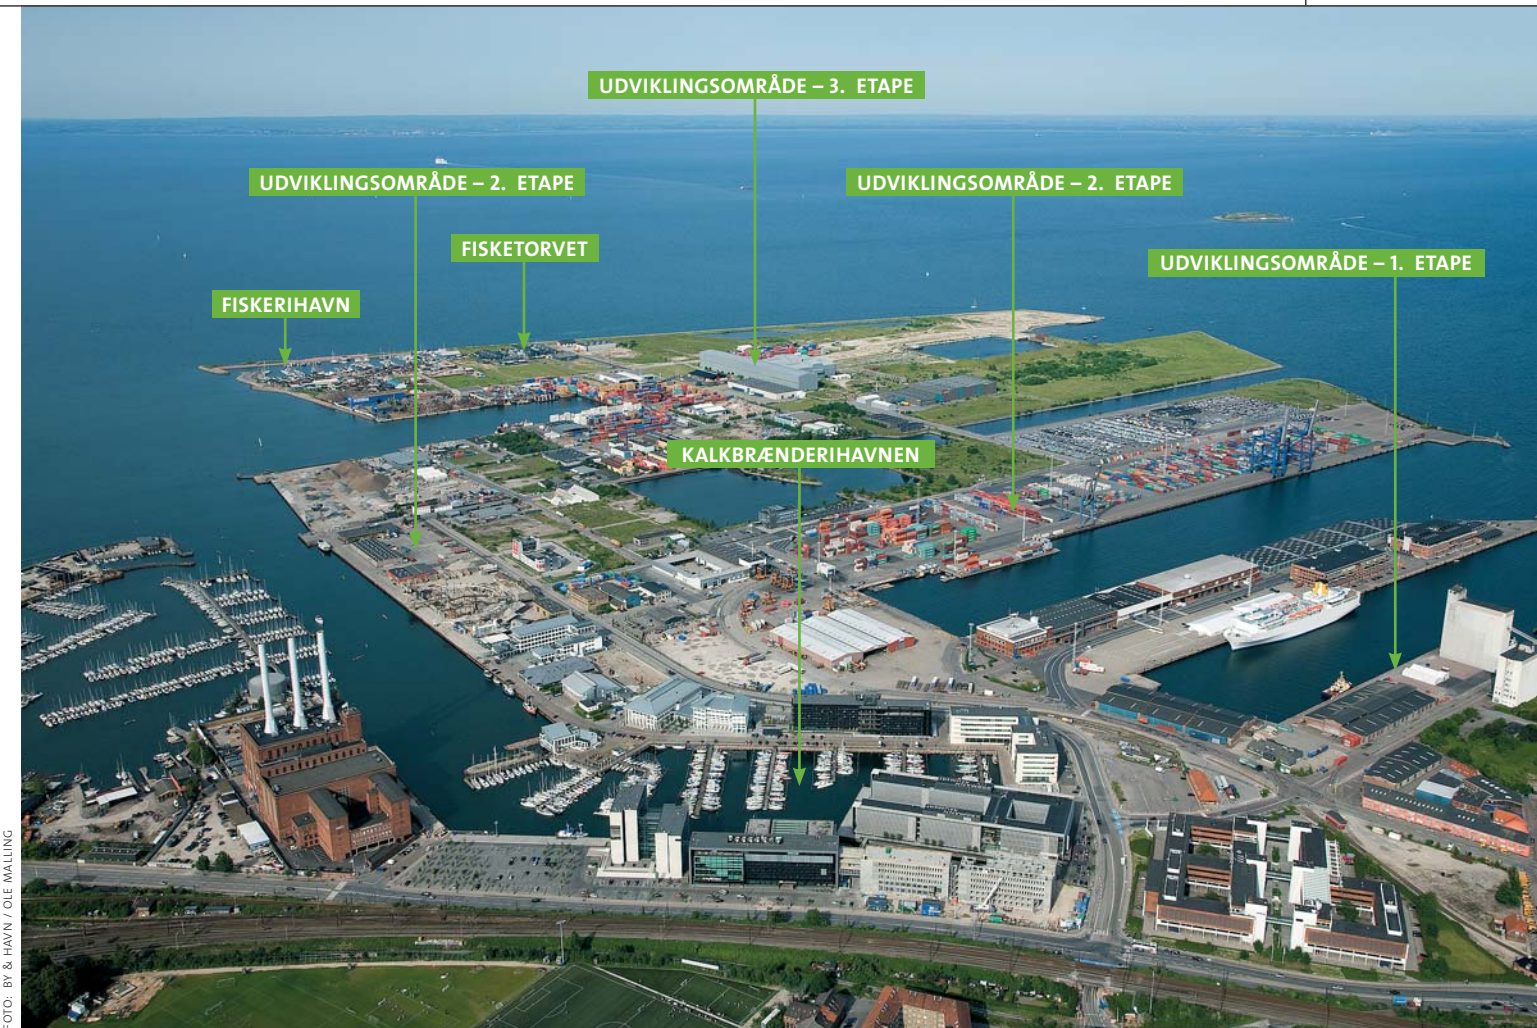 UDVIKLINGSOMRÅDE – 3. ETAPE
UDVIKLINGSOMRÅDE – 2. ETAPE
UDVIKLINGSOMRÅDE – 2. ETAPE
FISKETORVET
UDVIKLINGSOMRÅDE – 1. ETAPE
FISKERIHAVN
KALKBRÆNDERIHAVNEN
FOTO: BY & HAVN / OLE MALLING